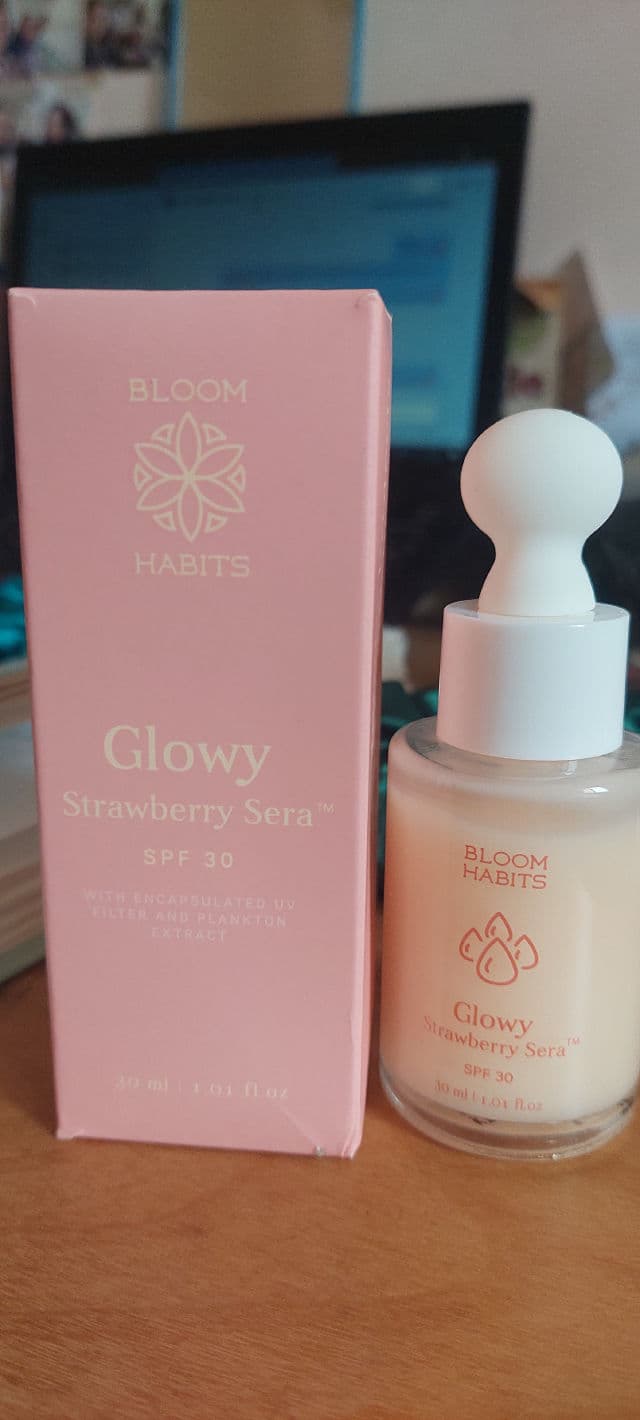 BLOOM
HABITS
Glowy
Strawberry Sera™
SPF 30
WITH ENCAPSULATED UV
FILTER AND PLANKTON
EXTRACT
30 ml | 1.01 fl.oz
BLOOM
HABITS
Glowy
Strawberry Sera™
SPF 30
30 ml | 1.01 fl.oz